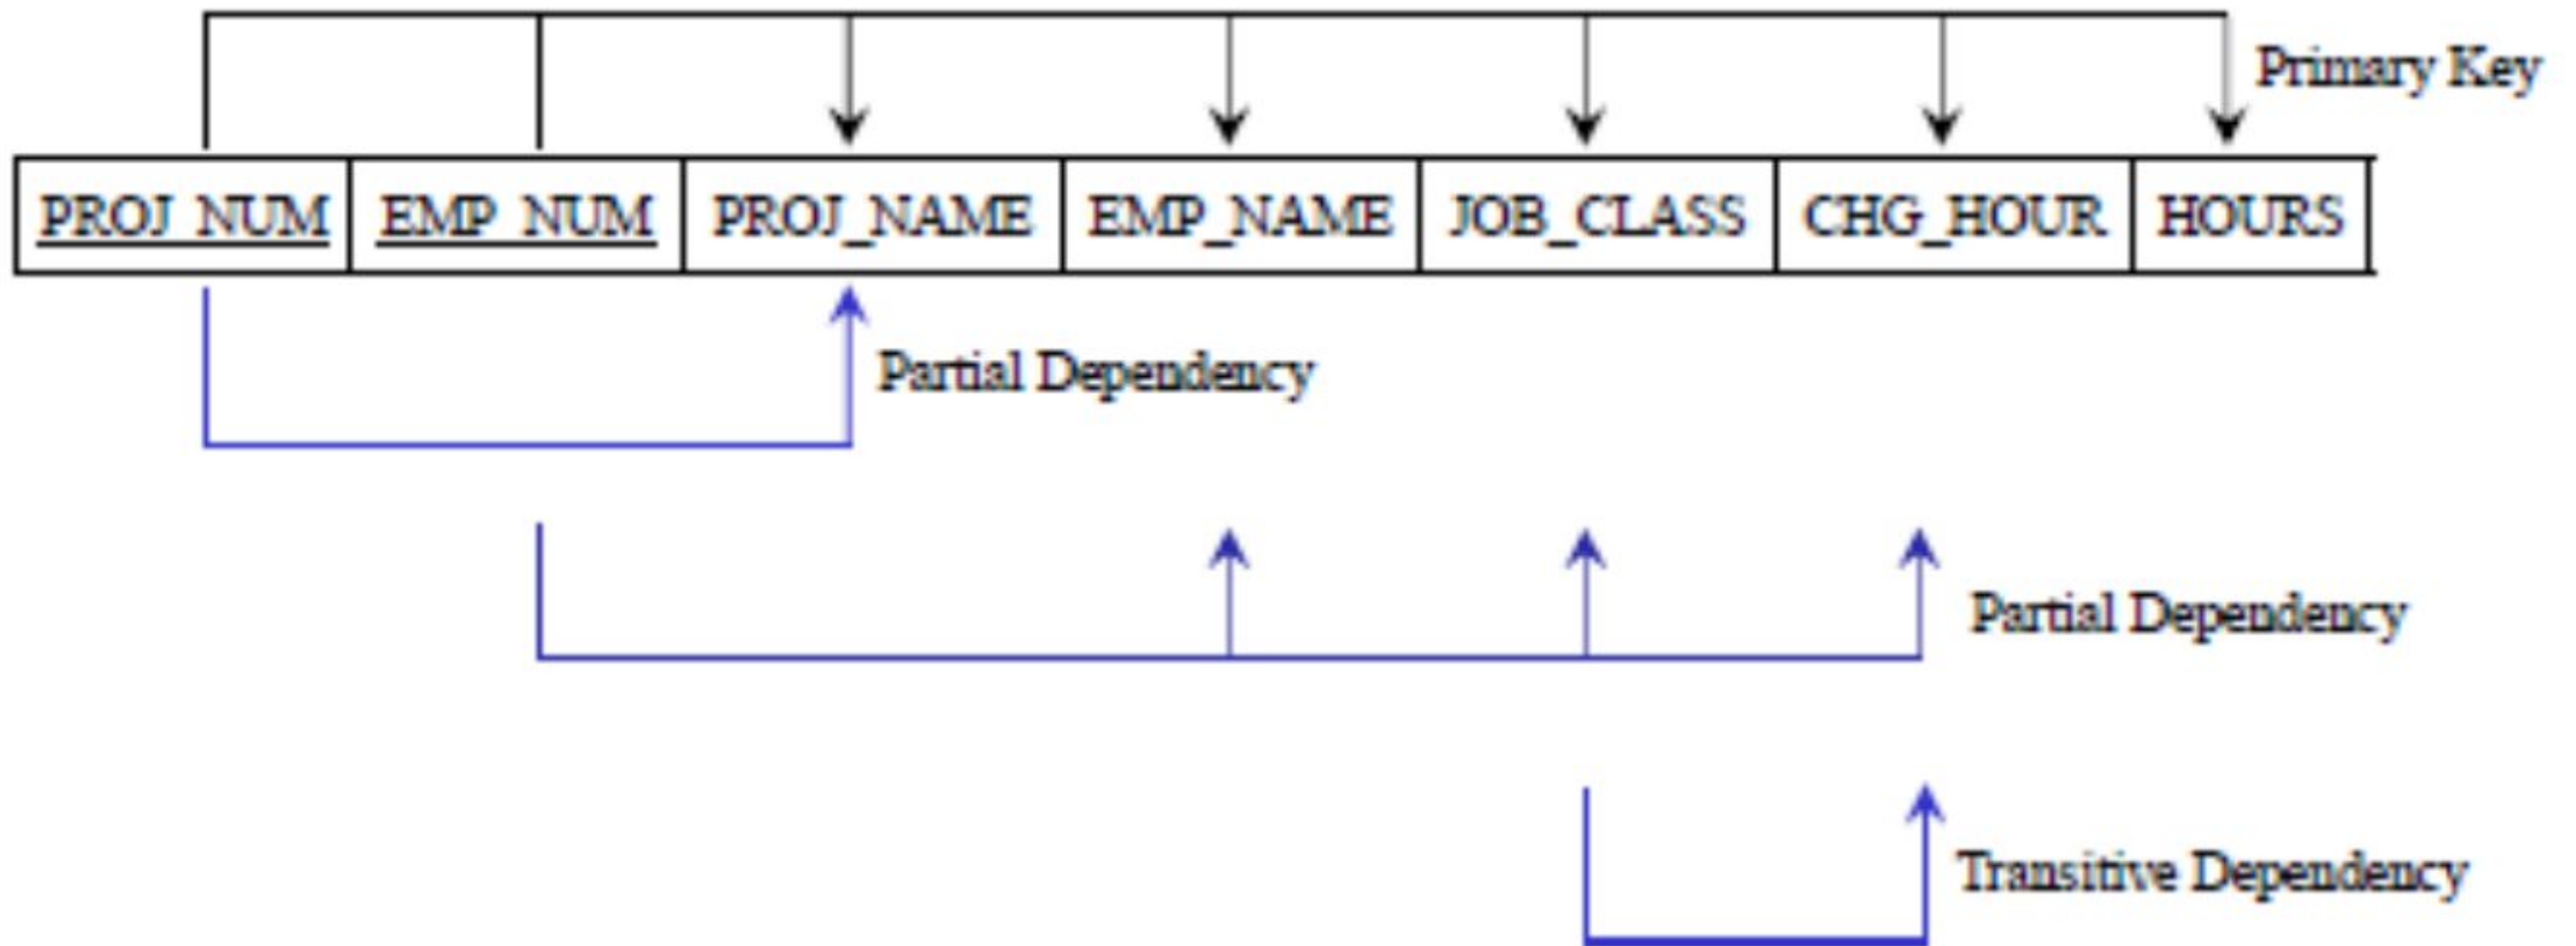 Primary Key
PROJ_NUM EMP_NUM PROJ_NAME EMP_NAME JOB_CLASS CHG_HOUR HOURS
Partial Dependency
Partial Dependency
Transitive Dependency